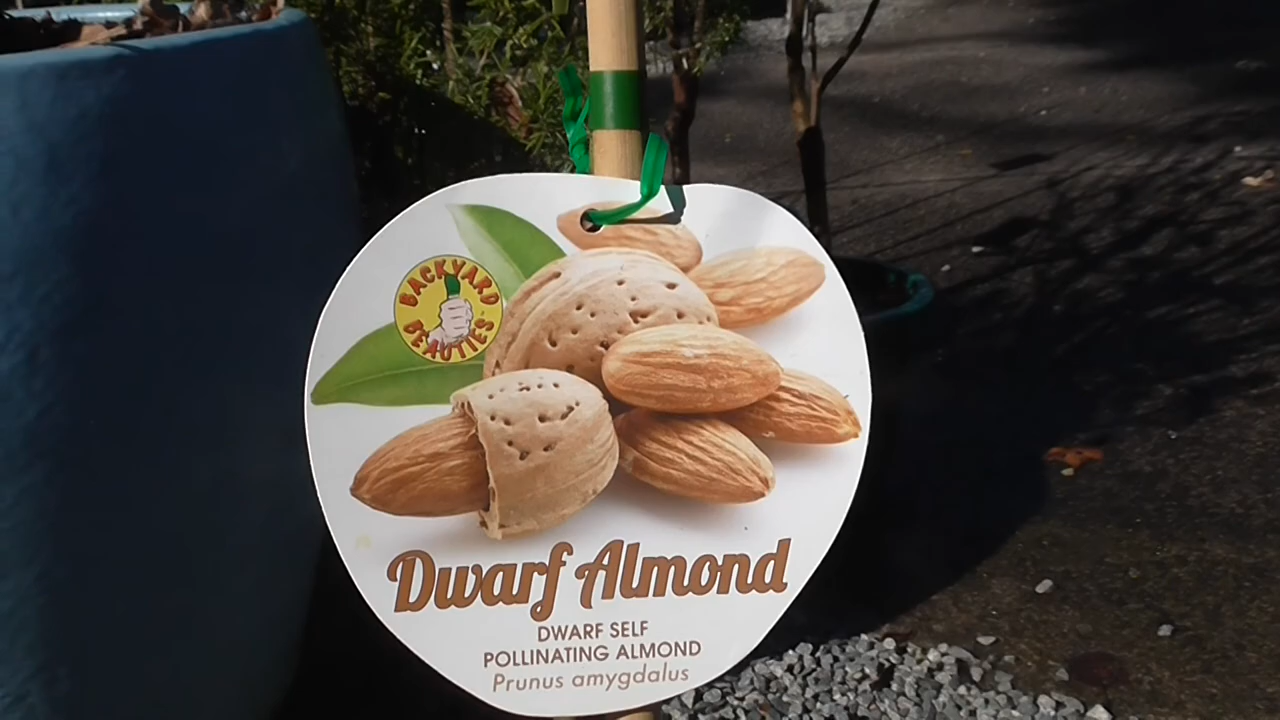 BACKYARD
BEAUTIES
Dwarf Almond
DWARF SELF
POLLINATING ALMOND
Prunus amygdalus